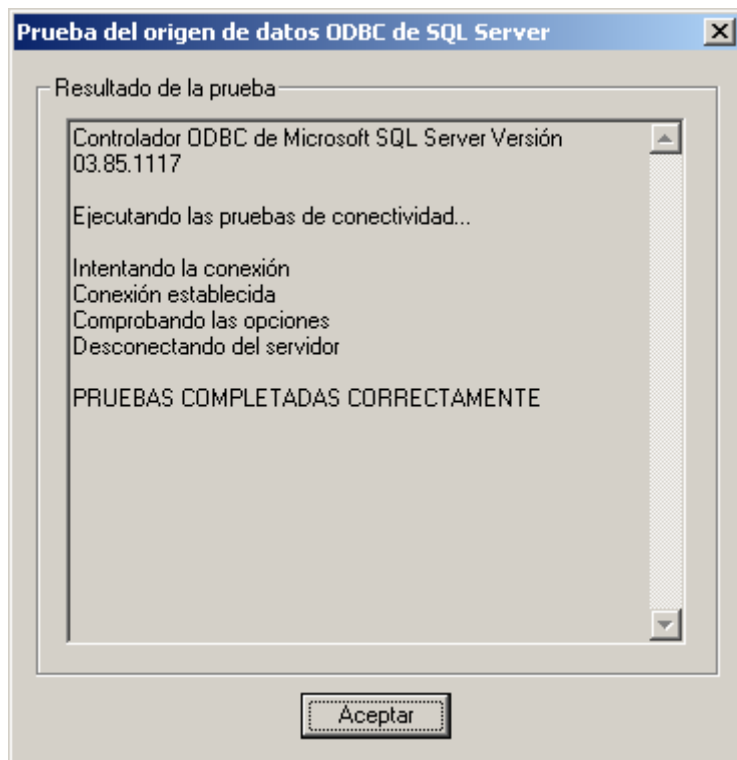 Prueba del origen de datos ODBC de SQL Server
Resultado de la prueba
Controlador ODBC de Microsoft SQL Server Versión
03.85.1117
Ejecutando las pruebas de conectividad...
Intentando la conexión
Conexión establecida
Comprobando las opciones
Desconectando del servidor
PRUEBAS COMPLETADAS CORRECTAMENTE
Aceptar